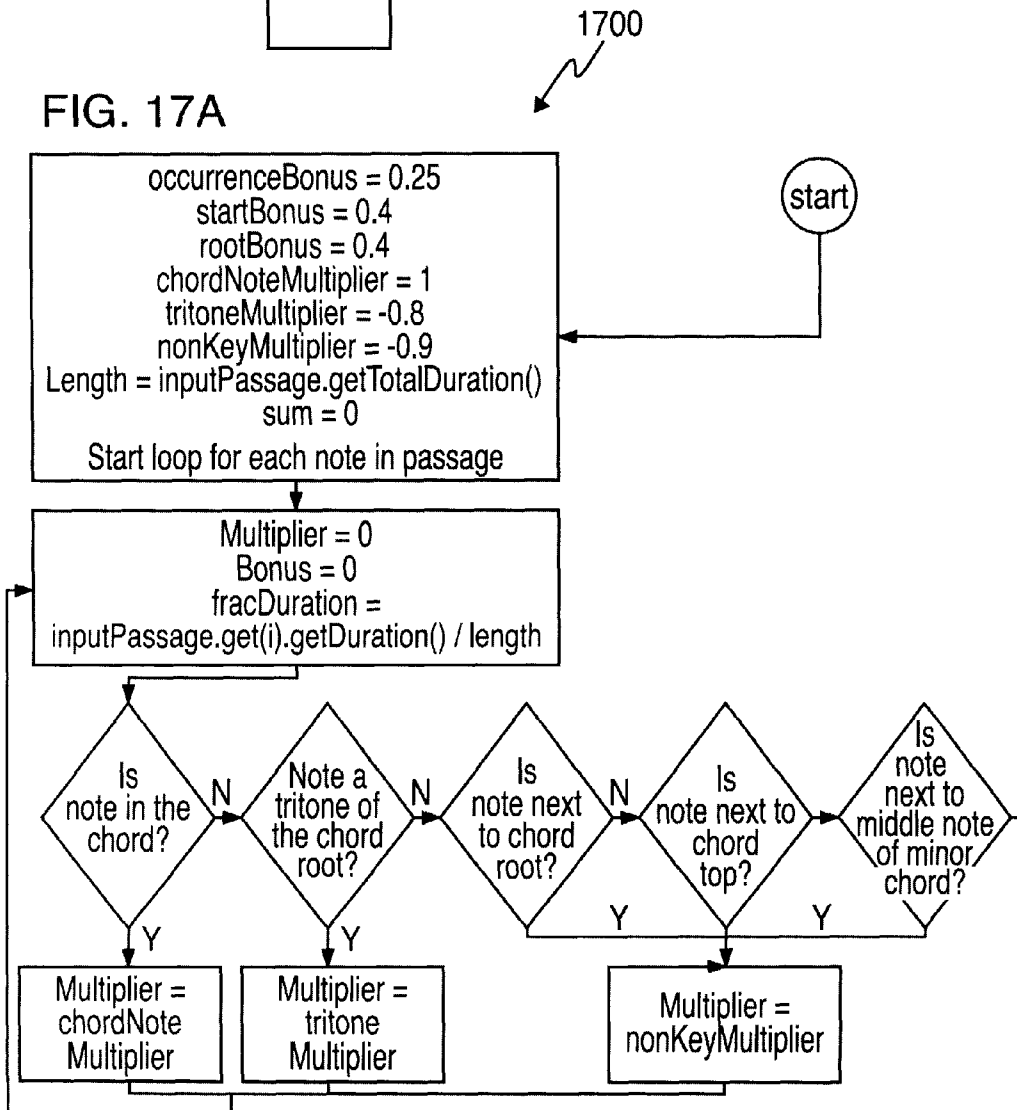 1700
FIG. 17A
occurrenceBonus = 0.25
startBonus = 0.4
rootBonus = 0.4
chordNoteMultiplier = 1
tritoneMultiplier = -0.8
nonKeyMultiplier = -0.9
Length = inputPassage.getTotalDuration()
sum = 0
Start loop for each note in passage
start
Multiplier = 0
Bonus = 0
fracDuration =
inputPassage.get(i).getDuration() / length
Is
note in the
chord?
N
Note a
tritone of
the chord
root?
N
Is
note next
to chord
root?
N
Is
note next to
chord
top?
Is
note
next to
middle note
of minor
chord?
Y
Y
Y
Y
Multiplier =
chordNote
Multiplier
Multiplier =
tritone
Multiplier
Multiplier =
nonKeyMultiplier